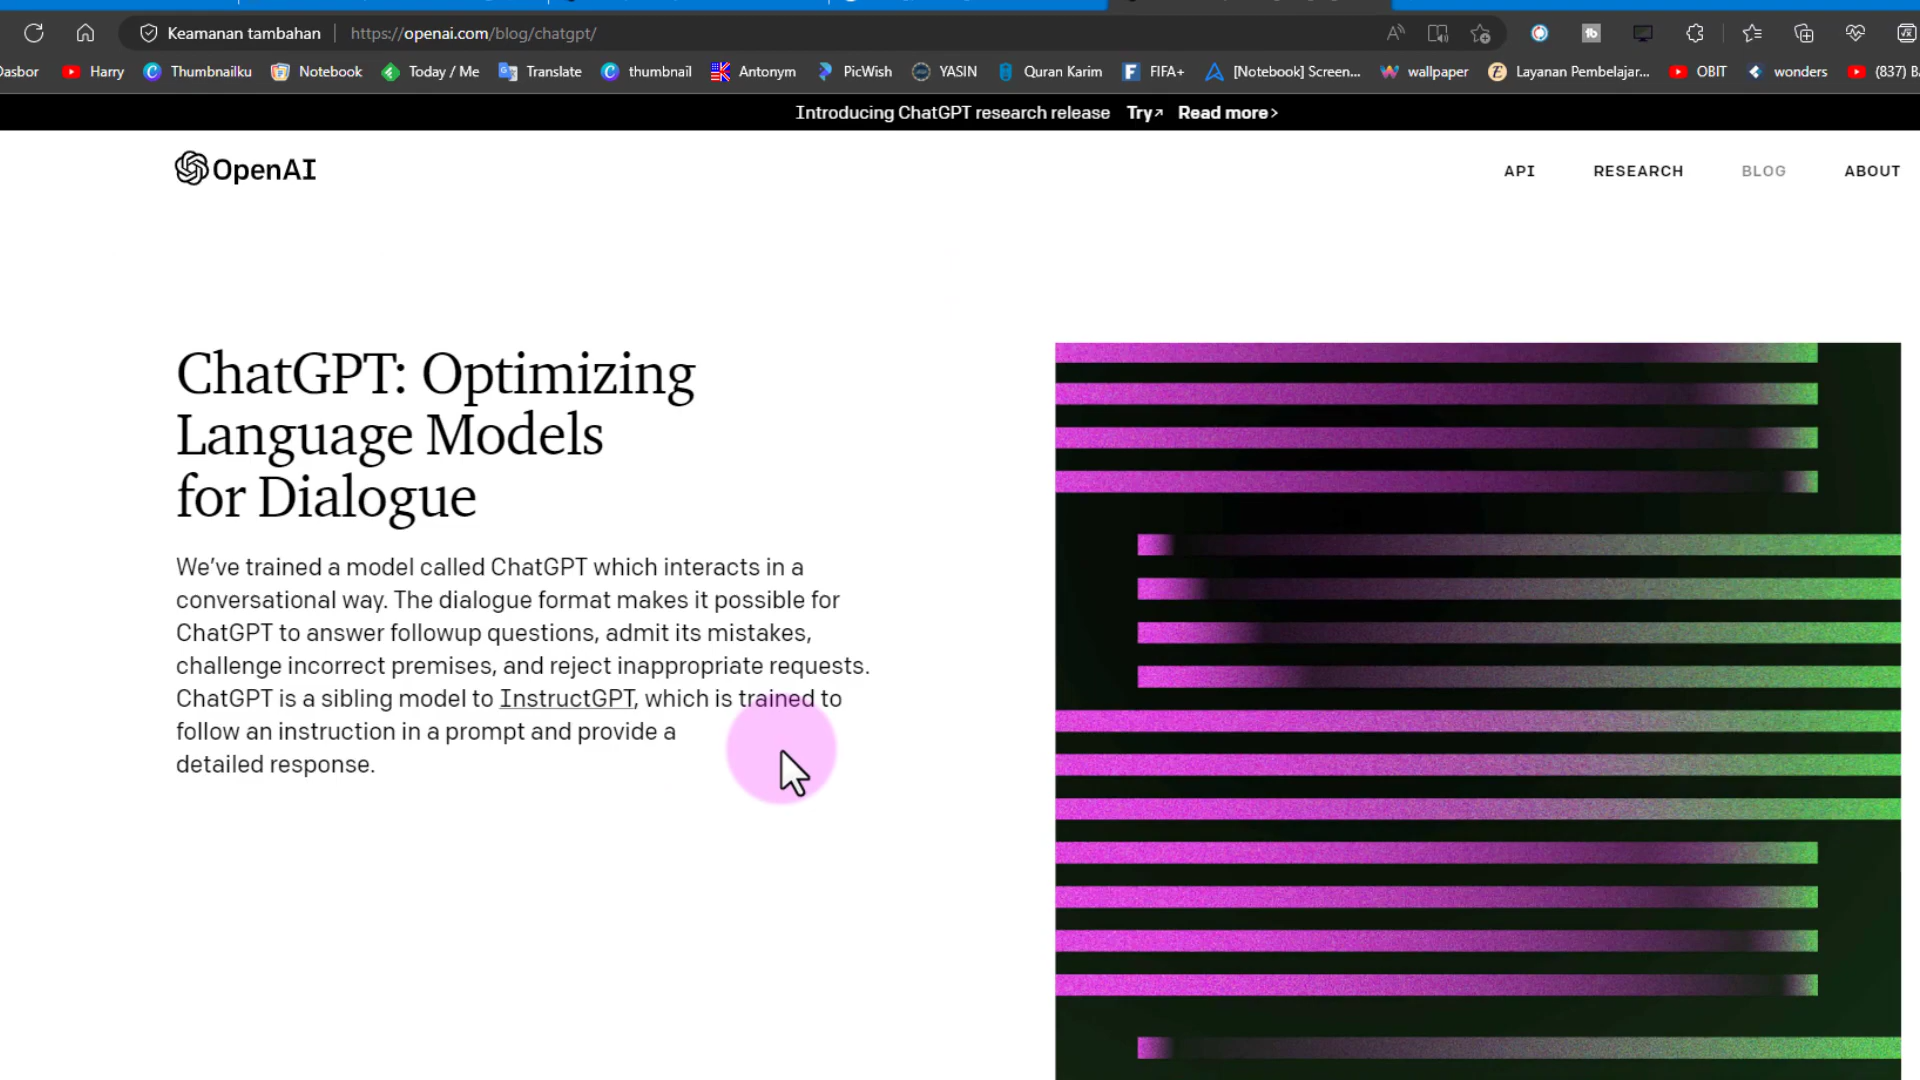 Keamanan tambahan https://openai.com/blog/chatgpt/
Dasbor Harry Thumbnailku Notebook Today / Me Translate thumbnail Antonym PicWish YASIN Quran Karim FIFA+ [Notebook] Screen... wallpaper Layanan Pembelajar... OBIT wonders (837) B
Introducing ChatGPT research release Try↗ Read more>
OpenAI
API RESEARCH BLOG ABOUT
ChatGPT: Optimizing
Language Models
for Dialogue
We’ve trained a model called ChatGPT which interacts in a
conversational way. The dialogue format makes it possible for
ChatGPT to answer followup questions, admit its mistakes,
challenge incorrect premises, and reject inappropriate requests.
ChatGPT is a sibling model to InstructGPT, which is trained to
follow an instruction in a prompt and provide a
detailed response.